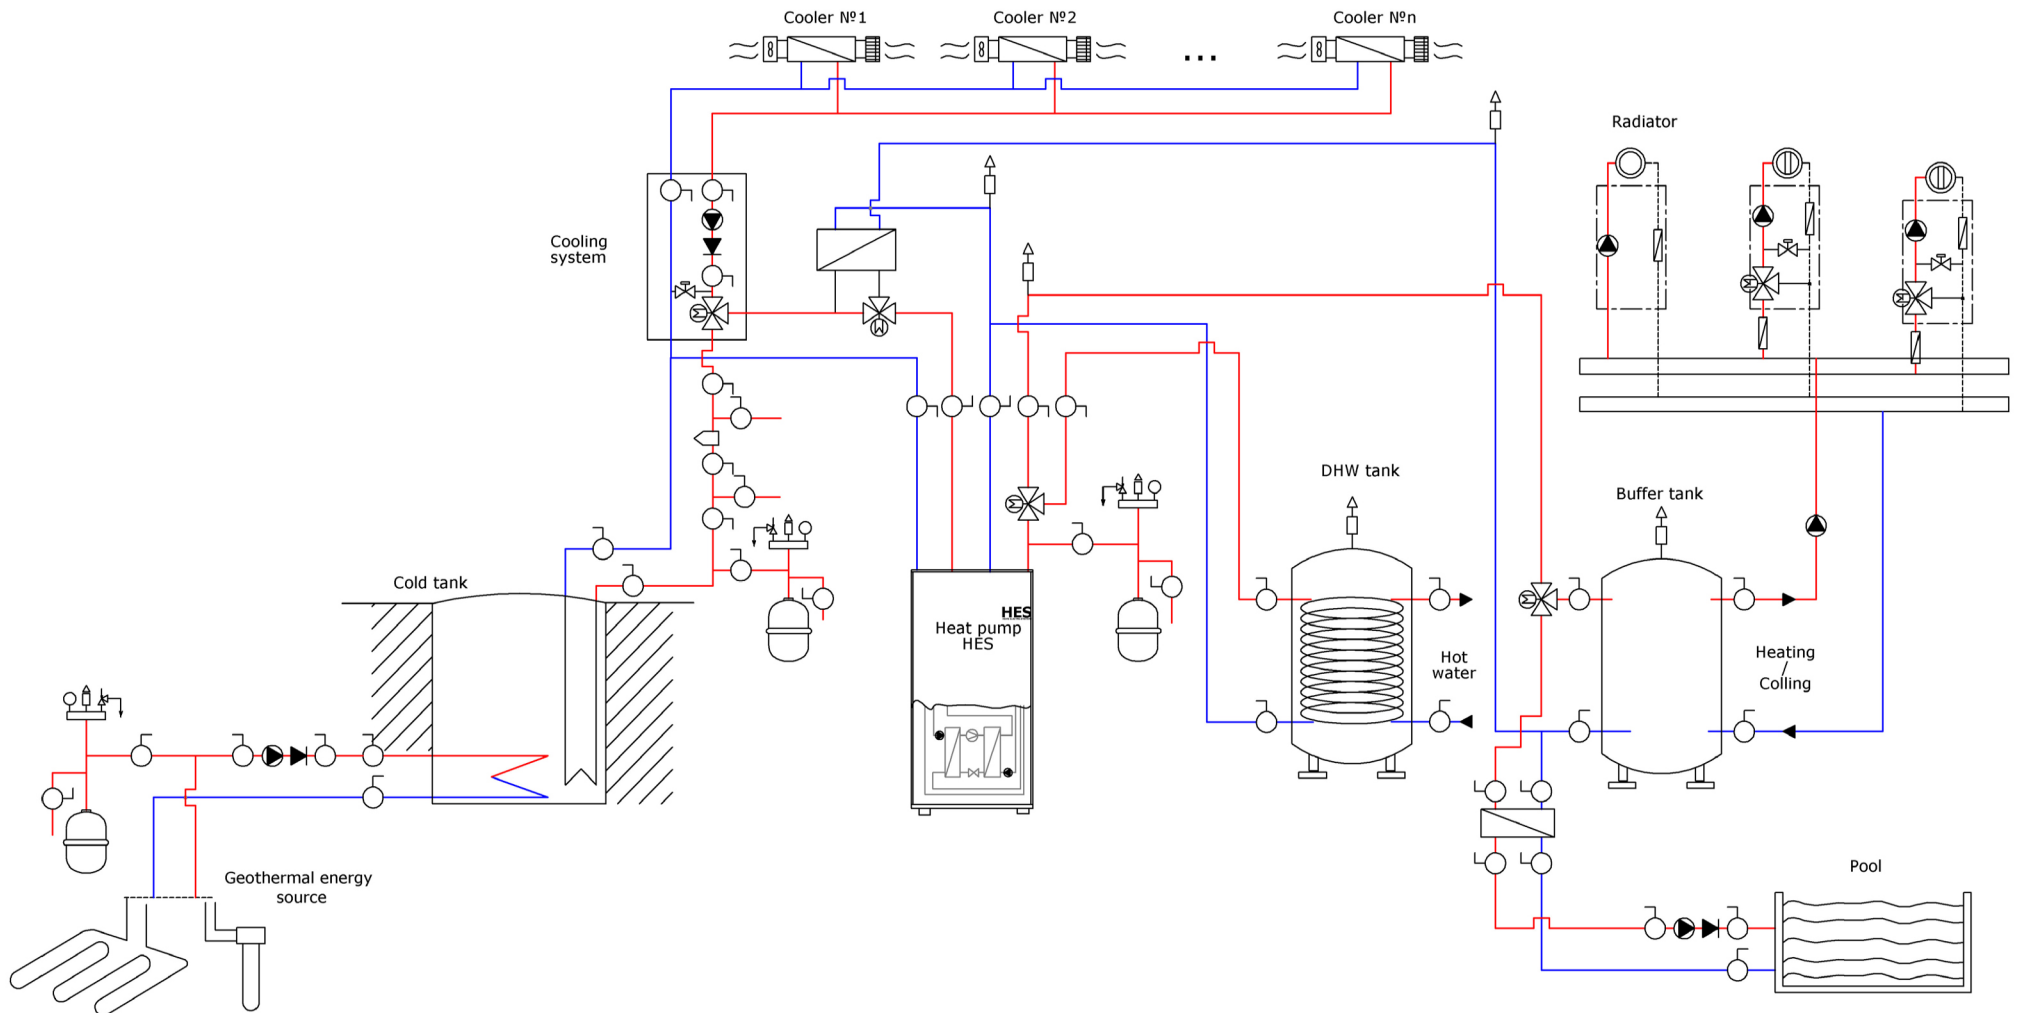 Cooler №1
Cooler №2
Cooler №n
...
Radiator
Cooling
system
DHW tank
Buffer tank
Cold tank
HES
Heat pump
HES
Hot
water
Heating
/
Colling
Geothermal energy
source
Pool